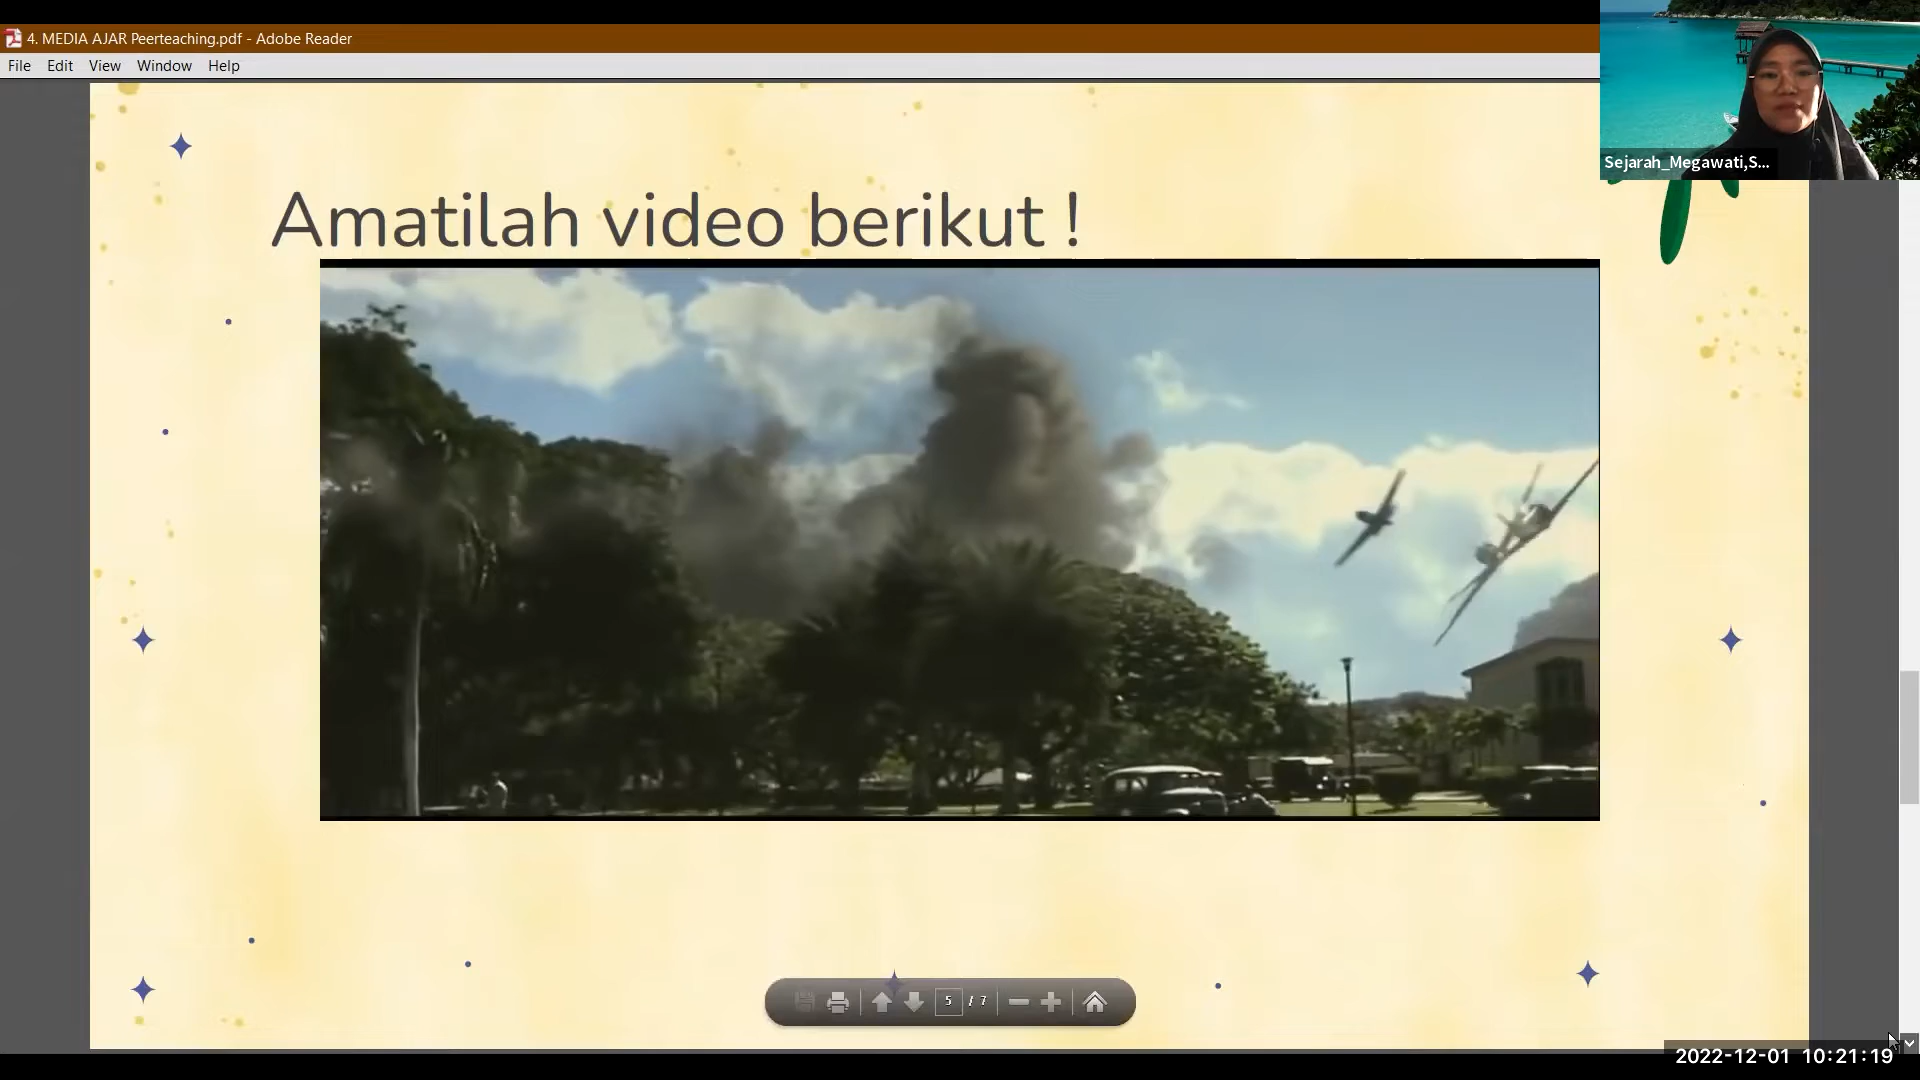 4. MEDIA AJAR Peerteaching.pdf - Adobe Reader
File Edit View Window Help
Sejarah_Megawati,S...
Amatilah video berikut !
5 / 7
2022-12-01 10:21:19